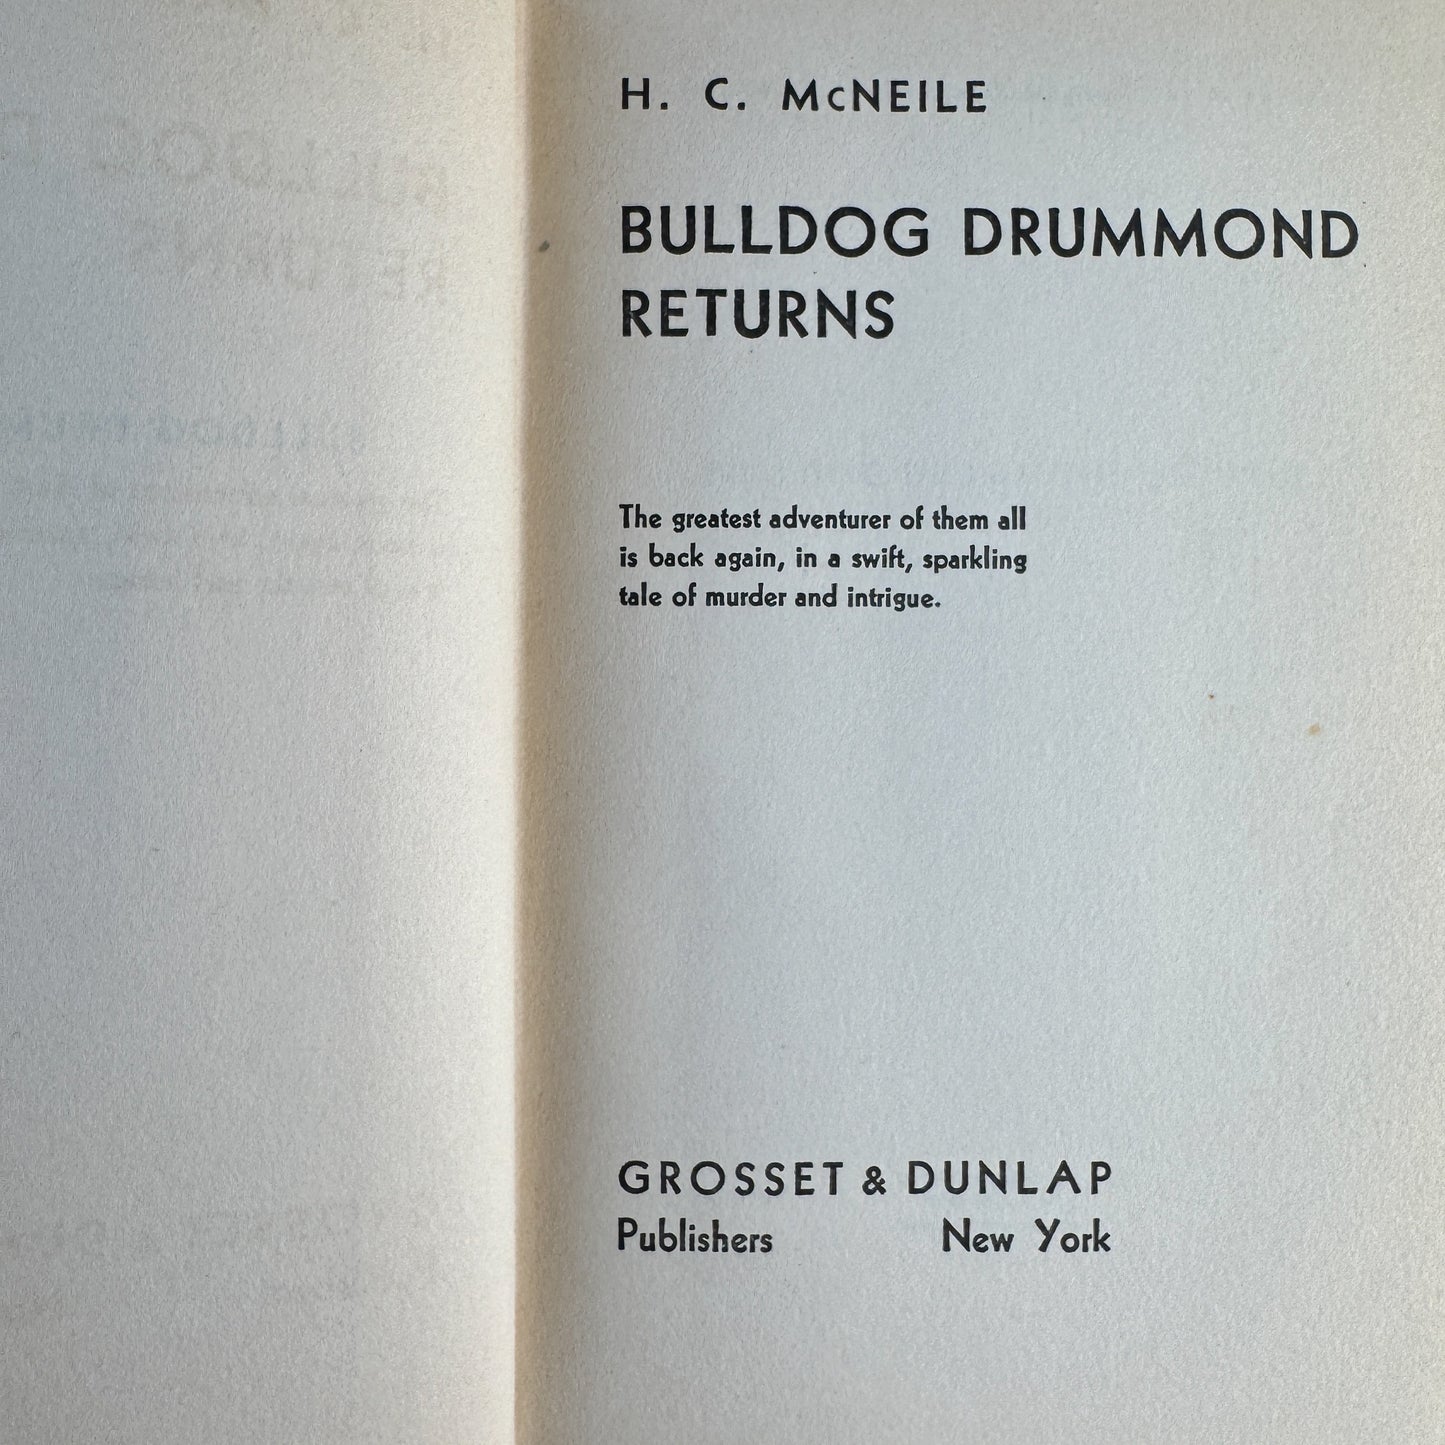 H. C. McNEILE
BULLDOG DRUMMOND
RETURNS
The greatest adventurer of them all
is back again, in a swift, sparkling
tale of murder and intrigue.
GROSSET & DUNLAP
Publishers New York